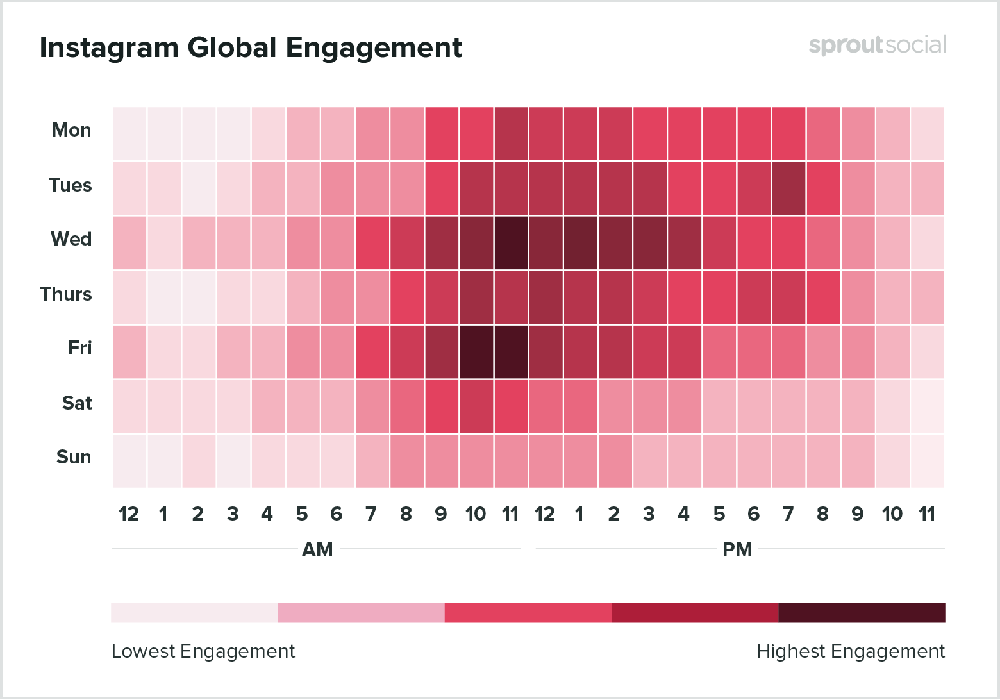 Instagram Global Engagement
sproutsocial
Mon
Tues
Wed
Thurs
Fri
Sat
Sun
12 1 2 3 4 5 6 7 8 9 10 11 12 1 2 3 4 5 6 7 8 9 10 11
AM PM
Lowest Engagement Highest Engagement